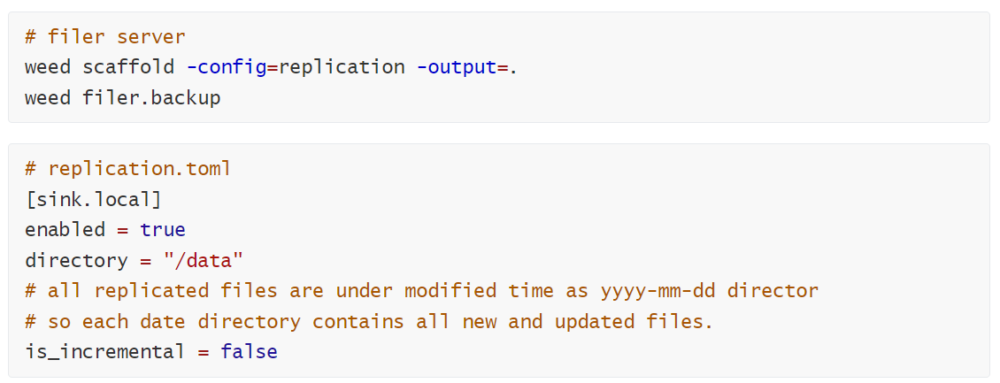 # filer server
weed scaffold -config=replication -output=.
weed filer.backup
# replication.toml
[sink.local]
enabled = true
directory = "/data"
# all replicated files are under modified time as yyyy-mm-dd director
# so each date directory contains all new and updated files.
is_incremental = false